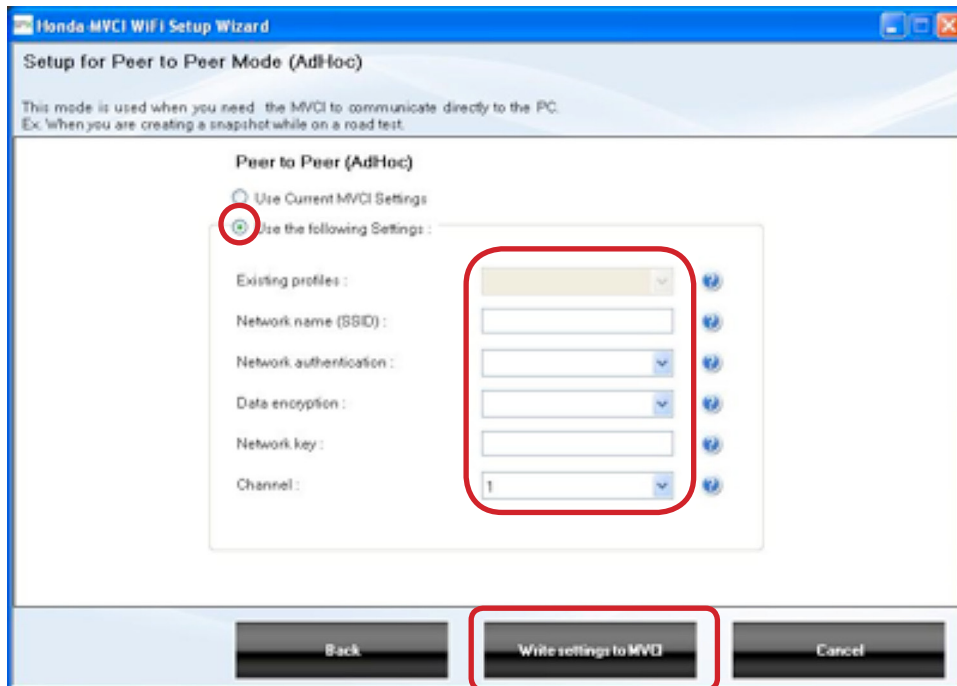 Honda MVCI WiFi Setup Wizard
Setup for Peer to Peer Mode (AdHoc)
This mode is used when you need the MVCI to communicate directly to the PC.
Ex. When you are creating a snapshot while on a road test.
Peer to Peer (AdHoc)
Use Current MVCI Settings
Use the following Settings :
Existing profiles :
Network name (SSID) :
Network authentication :
Data encryption :
Network key :
Channel : 1
Back Write settings to MVCI Cancel